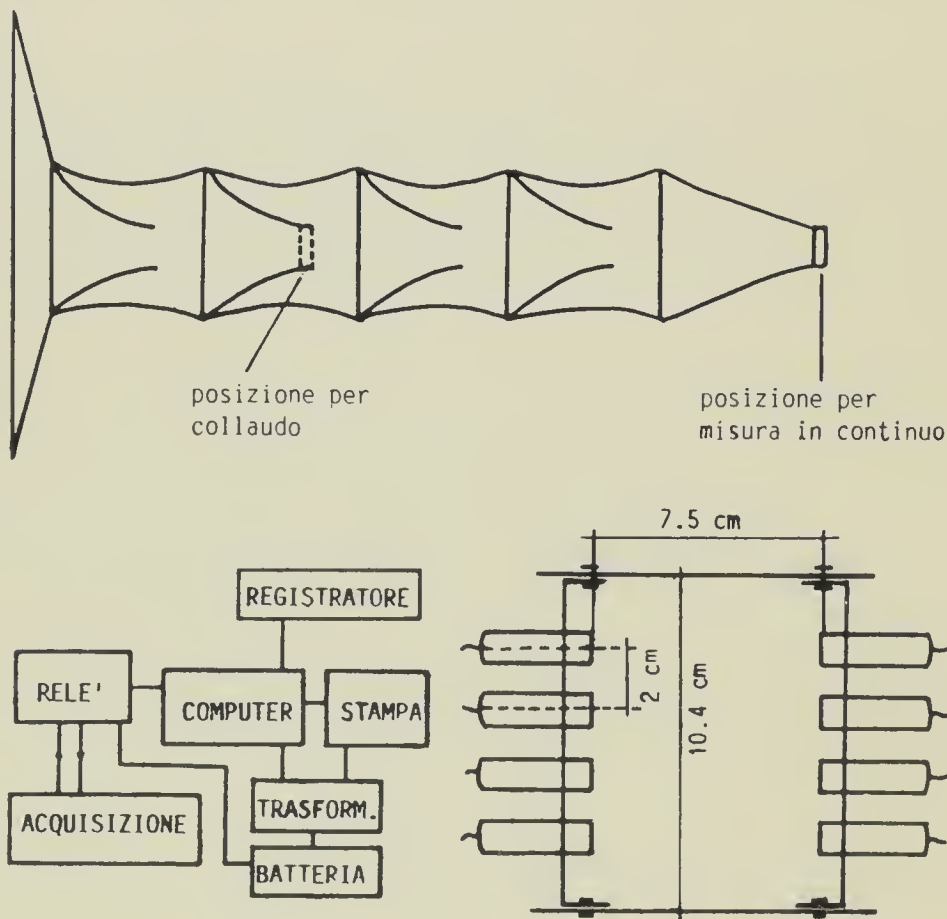 posizione per
collaudo
posizione per
misura in continuo
7.5 cm
REGISTRATORE
RELE'
COMPUTER
STAMPA
2 cm
10.4 cm
TRASFORM.
ACQUISIZIONE
BATTERIA